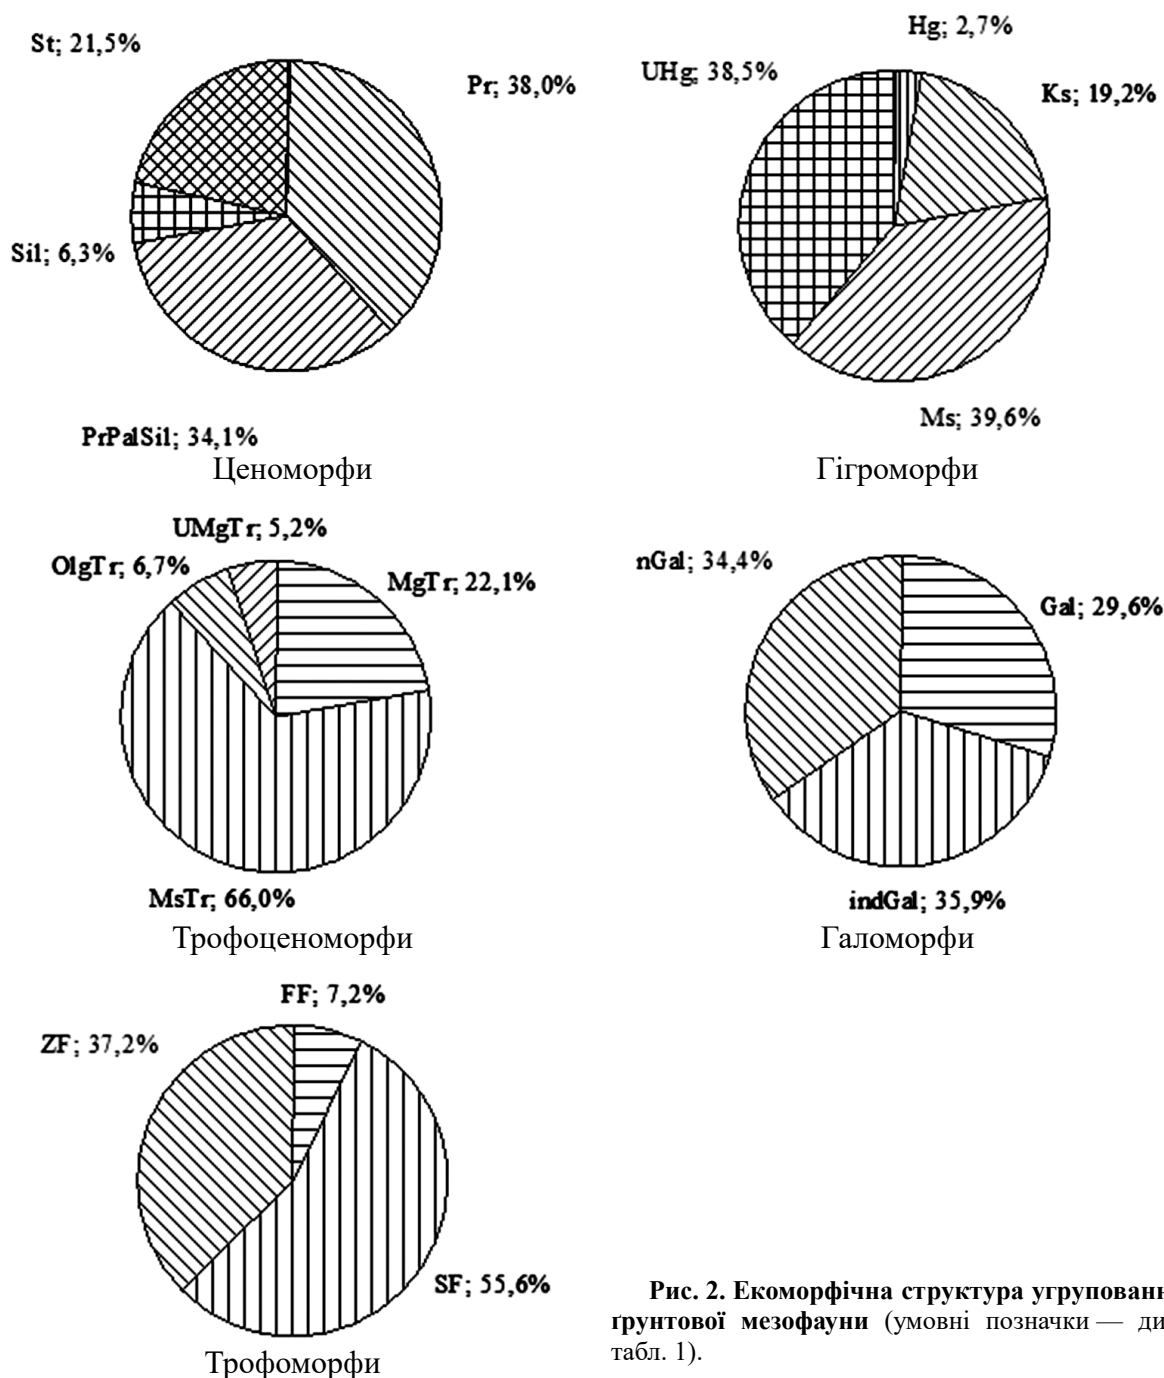 St; 21,5%
Pr; 38,0%
Sil; 6,3%
PrPalSil; 34,1%
Ценоморфи
Hg; 2,7%
UHg; 38,5%
Ks; 19,2%
Ms; 39,6%
Гігроморфи
UMgTr; 5,2%
OlgTr; 6,7%
MgTr; 22,1%
MsTr; 66,0%
Трофоценоморфи
nGal; 34,4%
Gal; 29,6%
indGal; 35,9%
Галоморфи
FF; 7,2%
ZF; 37,2%
SF; 55,6%
Трофоморфи
Рис. 2. Екоморфічна структура угруповань
ґрунтової мезофауни (умовні позначки — ди
табл. 1).